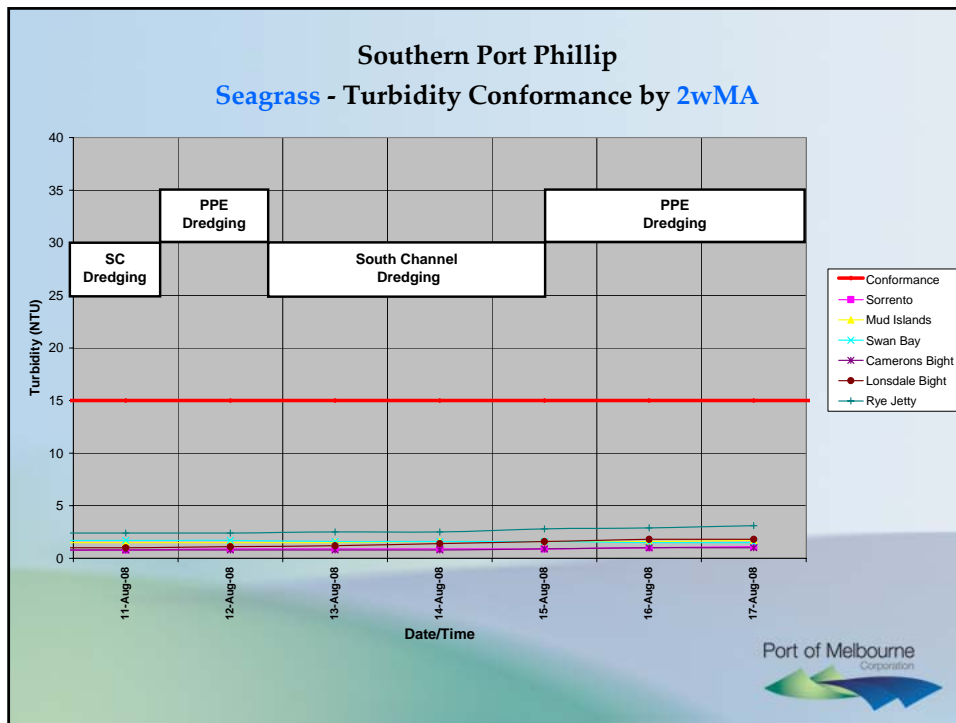 Southern Port Phillip
Seagrass - Turbidity Conformance by 2wMA
40
35
30
25
20
15
10
5
0
Turbidity (NTU)
SC
Dredging
PPE
Dredging
South Channel
Dredging
PPE
Dredging
Conformance
Sorrento
Mud Islands
Swan Bay
Camerons Bight
Lonsdale Bight
Rye Jetty
11-Aug-08
12-Aug-08
13-Aug-08
14-Aug-08
15-Aug-08
16-Aug-08
17-Aug-08
Date/Time
Port of Melbourne
Corporation